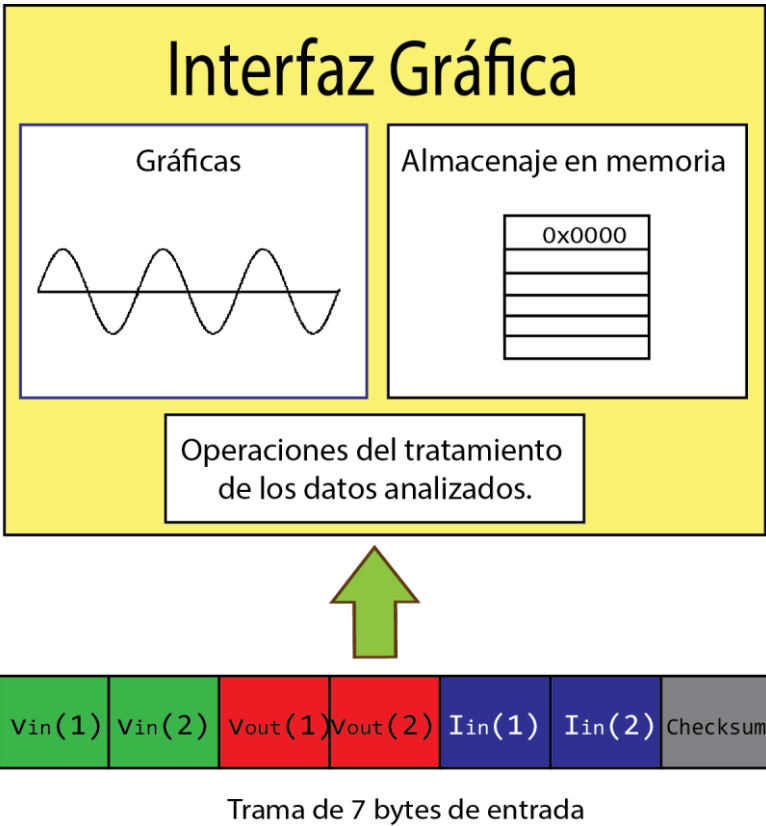 Interfaz Gráfica
Gráficas
Almacenaje en memoria
0x0000
Operaciones del tratamiento
de los datos analizados.
Vin(1) Vin(2) Vout(1) Vout(2) Iin(1) Iin(2) Checksum
Trama de 7 bytes de entrada